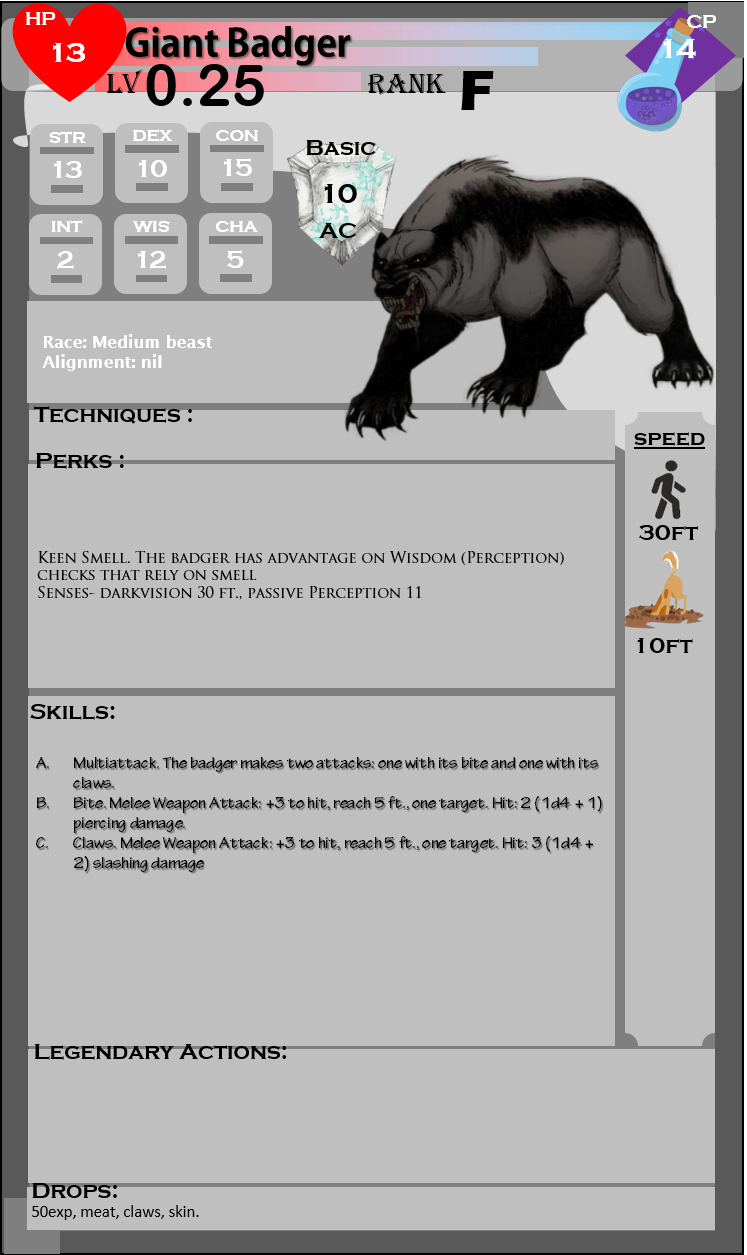 HP
13
Giant Badger
CP
14
LV 0.25
RANK F
STR
13
DEX
10
CON
15
INT
2
WIS
12
CHA
5
Basic
10
AC
Race: Medium beast
Alignment: nil
Techniques :
Perks :
Keen Smell. The badger has advantage on Wisdom (Perception)
checks that rely on smell
Senses- darkvision 30 ft., passive Perception 11
SPEED
30FT
10FT
Skills:
A. Multiattack. The badger makes two attacks: one with its bite and one with its
claws.
B. Bite. Melee Weapon Attack: +3 to hit, reach 5 ft., one target. Hit: 2 (1d4 + 1)
piercing damage.
C. Claws. Melee Weapon Attack: +3 to hit, reach 5 ft., one target. Hit: 3 (1d4 +
2) slashing damage
Legendary Actions:
Drops:
50exp, meat, claws, skin.